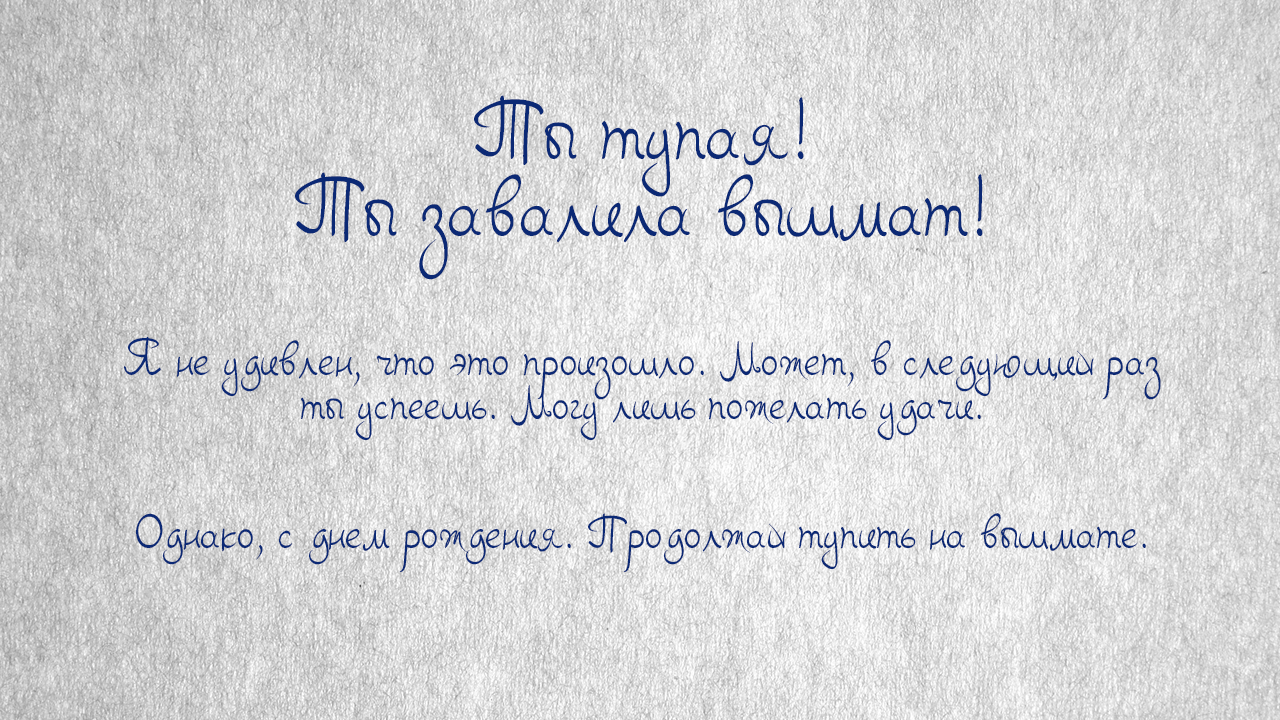 Ты тупая!
Ты завалила вышмат!
Я не удивлен, что это произошло. Может, в следующий раз
ты успеешь. Могу лишь пожелать удачи.
Однако, с днем рождения. Продолжай тупить на вышмате.